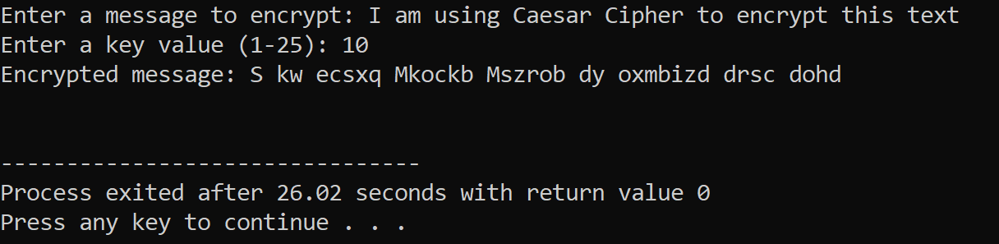 Enter a message to encrypt: I am using Caesar Cipher to encrypt this text
Enter a key value (1-25): 10
Encrypted message: S kw ecsxq Mkockb Mszrob dy oxmbizd drsc dohd
--------------------------------
Process exited after 26.02 seconds with return value 0
Press any key to continue . . .